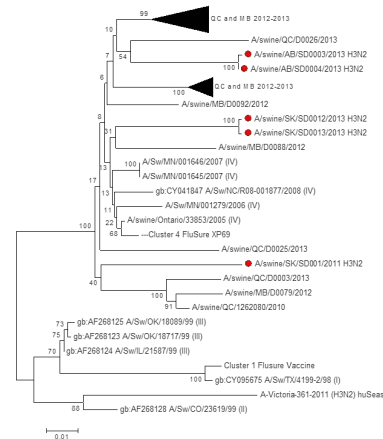 99
QC and MB 2012-2013
10
A/swine/QC/D0026/2013
54
A/swine/AB/SD0003/2013 H3N2
7
100
A/swine/AB/SD0004/2013 H3N2
6
QC and MB 2012-2013
100
A/swine/MB/D0092/2012
A/swine/SK/SD0012/2013 H3N2
8
100
A/swine/SK/SD0013/2013 H3N2
31
A/swine/MB/D0088/2012
13
100
A/Sw/MN/001646/2007 (IV)
A/Sw/MN/001645/2007 (IV)
17
13
gb:CY041847 A/Sw/NC/R08-001877/2008 (IV)
11
A/Sw/MN/001279/2006 (IV)
22
A/swine/Ontario/33853/2005 (IV)
100
68
Cluster 4 FluSure XP69
A/swine/QC/D0025/2013
40
A/swine/SK/SD001/2011 H3N2
A/swine/QC/D0003/2013
100
A/swine/MB/D0079/2012
91
A/swine/QC/1262080/2010
73
gb:AF268125 A/Sw/OK/18089/99 (III)
75
gb:AF268123 A/Sw/OK/18717/99 (III)
70
gb:AF268124 A/Sw/IL/21587/99 (III)
Cluster 1 Flusure Vaccine
100
gb:CY095675 A/Sw/TX/4199-2/98 (I)
A-Victoria-361-2011 (H3N2) huSeas
88
gb:AF268128 A/Sw/CO/23619/99 (II)
0.01